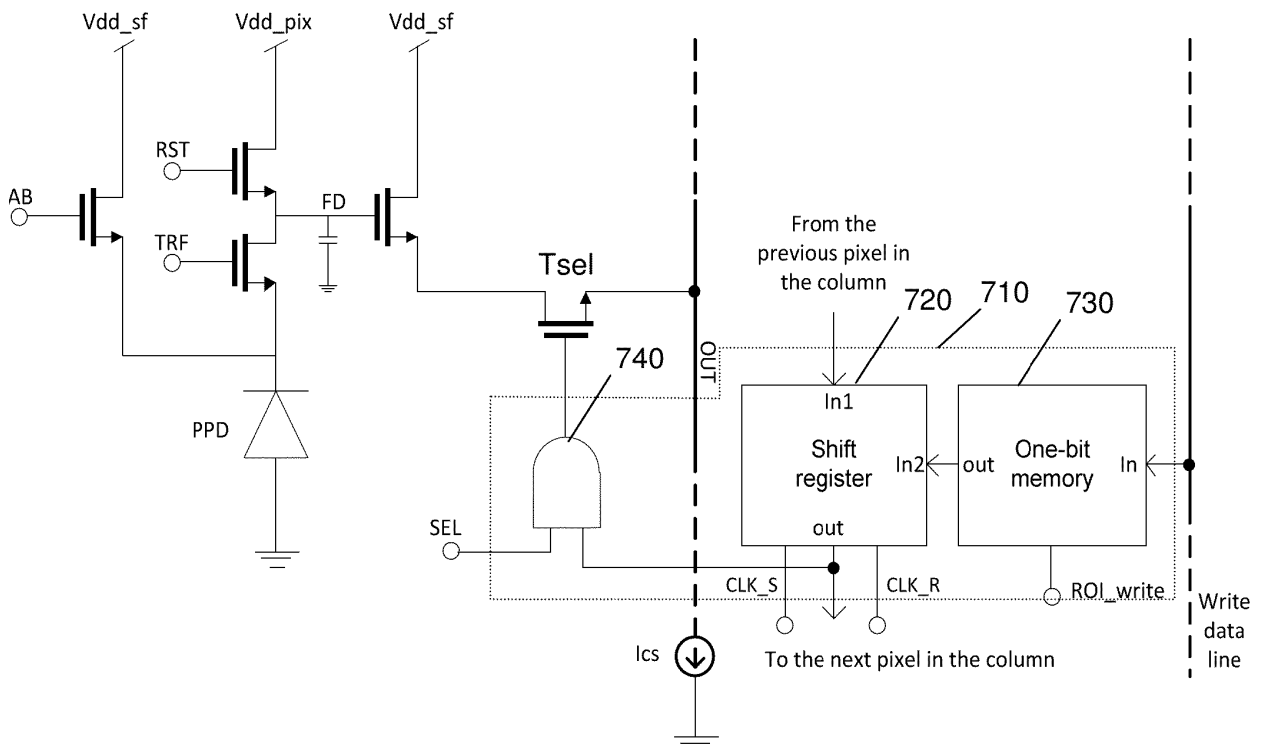 Vdd_sf
Vdd_pix
Vdd_sf
RST
AB
FD
TRF
Tsel
From the
previous pixel in
the column
720
710
730
OUT
740
PPD
In1
Shift
register
In2
out
One-bit
memory
In
out
SEL
CLK_S
CLK_R
ROI_write
Write
data
line
Ics
To the next pixel in the column